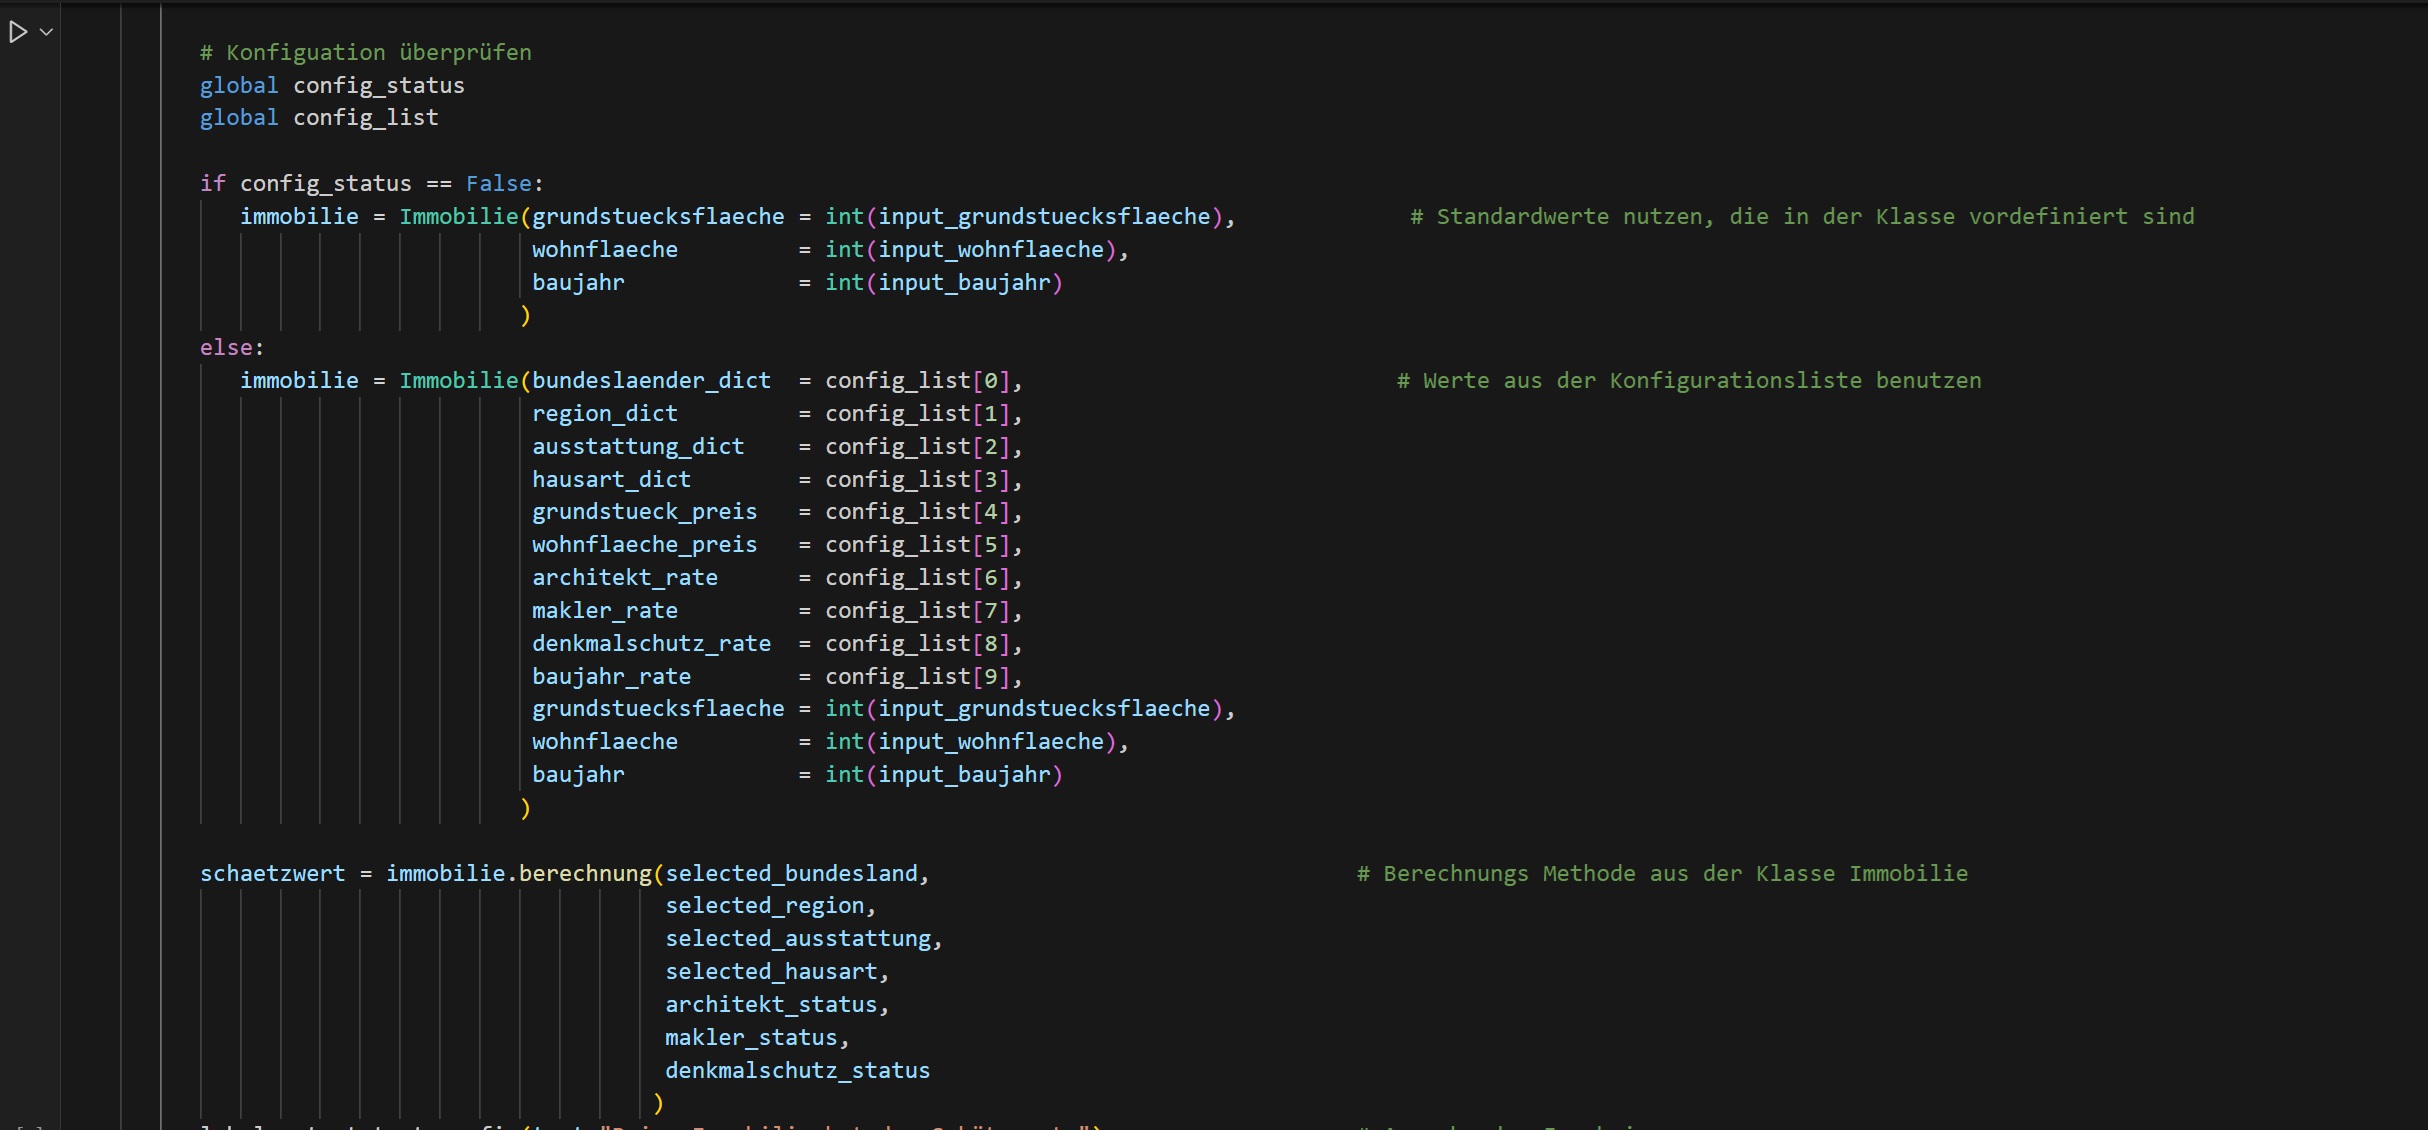 # Konfiguation überprüfen
global config_status
global config_list
if config_status == False:
immobilie = Immobilie(grundstuecksflaeche = int(input_grundstuecksflaeche), # Standardwerte nutzen, die in der Klasse vordefiniert sind
wohnflaeche = int(input_wohnflaeche),
baujahr = int(input_baujahr)
)
else:
immobilie = Immobilie(bundeslaender_dict = config_list[0], # Werte aus der Konfigurationsliste benutzen
region_dict = config_list[1],
ausstattung_dict = config_list[2],
hausart_dict = config_list[3],
grundstueck_preis = config_list[4],
wohnflaeche_preis = config_list[5],
architekt_rate = config_list[6],
makler_rate = config_list[7],
denkmalschutz_rate = config_list[8],
baujahr_rate = config_list[9],
grundstuecksflaeche = int(input_grundstuecksflaeche),
wohnflaeche = int(input_wohnflaeche),
baujahr = int(input_baujahr)
)
schaetzwert = immobilie.berechnung(selected_bundesland, # Berechnungs Methode aus der Klasse Immobilie
selected_region,
selected_ausstattung,
selected_hausart,
architekt_status,
makler_status,
denkmalschutz_status
)